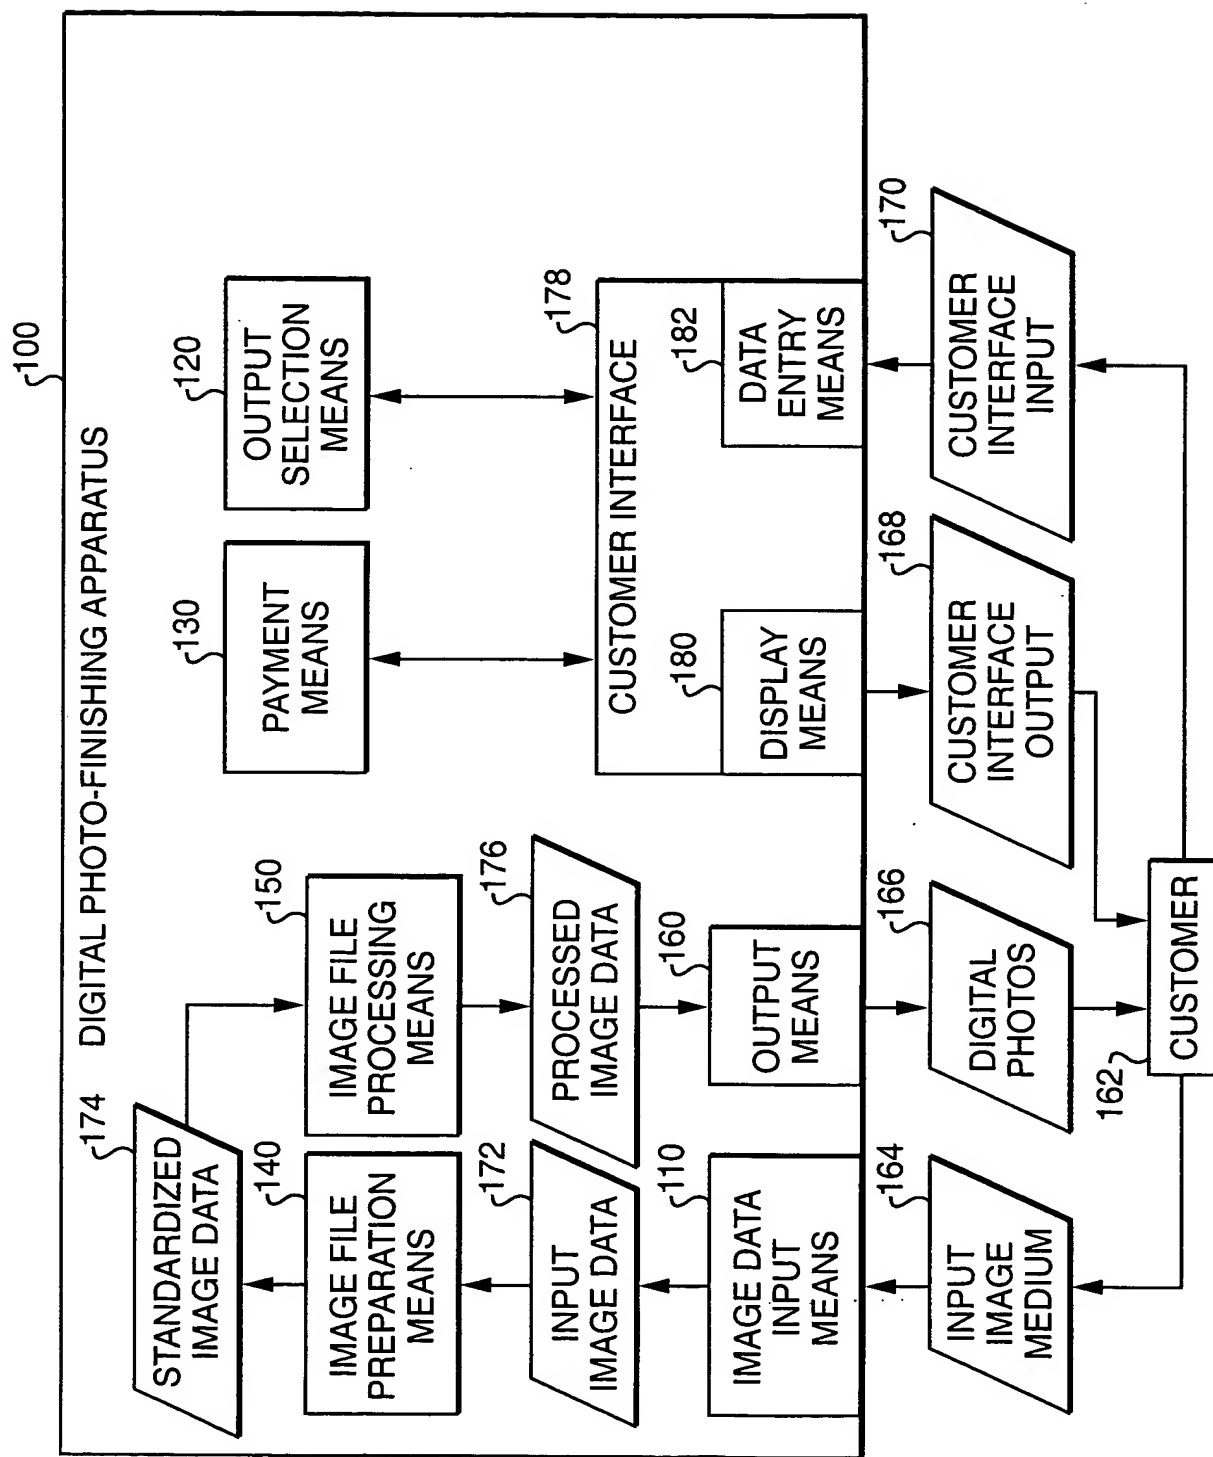 100
DIGITAL PHOTO-FINISHING APPARATUS
174
STANDARDIZED
IMAGE DATA
140
IMAGE FILE
PREPARATION
MEANS
150
IMAGE FILE
PROCESSING
MEANS
130
PAYMENT
MEANS
120
OUTPUT
SELECTION
MEANS
172
INPUT
IMAGE DATA
176
PROCESSED
IMAGE DATA
178
CUSTOMER INTERFACE
110
IMAGE DATA
INPUT
MEANS
160
OUTPUT
MEANS
180
DISPLAY
MEANS
182
DATA
ENTRY
MEANS
164
INPUT
IMAGE
MEDIUM
166
DIGITAL
PHOTOS
168
CUSTOMER
INTERFACE
OUTPUT
170
CUSTOMER
INTERFACE
INPUT
162
CUSTOMER